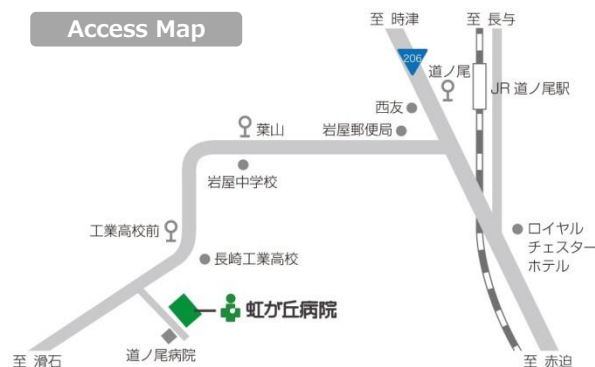 Access Map
至 時津
至 長与
206
道ノ尾
JR 道ノ尾駅
西友
葉山
岩屋郵便局
岩屋中学校
工業高校前
ロイヤル
チェスター
ホテル
長崎工業高校
虹が丘病院
道ノ尾病院
至 滑石
至 赤迫